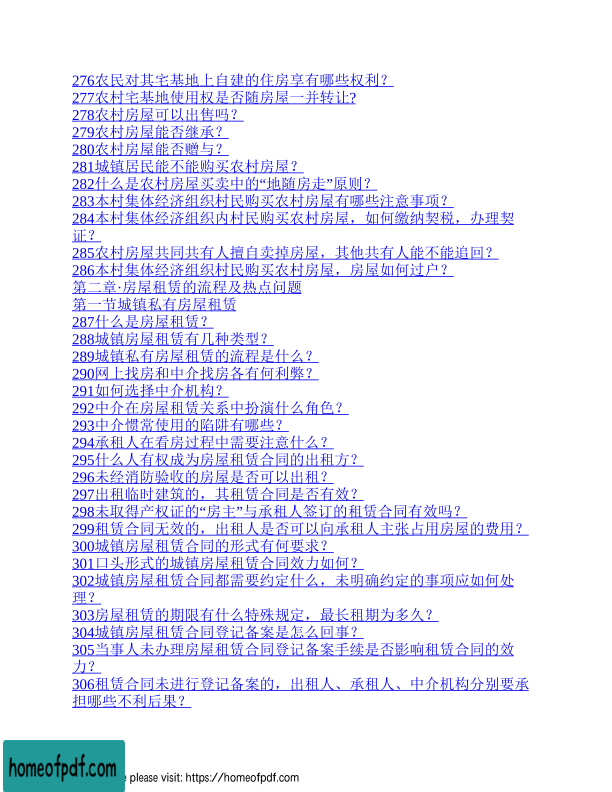 276农民对其宅基地上自建的住房享有哪些权利？
277农村宅基地使用权是否随房屋一并转让?
278农村房屋可以出售吗？
279农村房屋能否继承？
280农村房屋能否赠与？
281城镇居民能不能购买农村房屋？
282什么是农村房屋买卖中的“地随房走”原则？
283本村集体经济组织村民购买农村房屋有哪些注意事项？
284本村集体经济组织内村民购买农村房屋，如何缴纳契税，办理契
证？
285农村房屋共同共有人擅自卖掉房屋，其他共有人能不能追回？
286本村集体经济组织村民购买农村房屋，房屋如何过户？
第二章·房屋租赁的流程及热点问题
第一节城镇私有房屋租赁
287什么是房屋租赁？
288城镇房屋租赁有几种类型？
289城镇私有房屋租赁的流程是什么？
290网上找房和中介找房各有何利弊？
291如何选择中介机构？
292中介在房屋租赁关系中扮演什么角色？
293中介惯常使用的陷阱有哪些？
294承租人在看房过程中需要注意什么？
295什么人有权成为房屋租赁合同的出租方？
296未经消防验收的房屋是否可以出租？
297出租临时建筑的，其租赁合同是否有效？
298未取得产权证的“房主”与承租人签订的租赁合同有效吗？
299租赁合同无效的，出租人是否可以向承租人主张占用房屋的费用？
300城镇房屋租赁合同的形式有何要求？
301口头形式的城镇房屋租赁合同效力如何？
302城镇房屋租赁合同都需要约定什么，未明确约定的事项应如何处
理？
303房屋租赁的期限有什么特殊规定，最长租期为多久？
304城镇房屋租赁合同登记备案是怎么回事？
305当事人未办理房屋租赁合同登记备案手续是否影响租赁合同的效
力？
306租赁合同未进行登记备案的，出租人、承租人、中介机构分别要承
担哪些不利后果？
homeofpdf.com
e please visit: https://homeofpdf.com